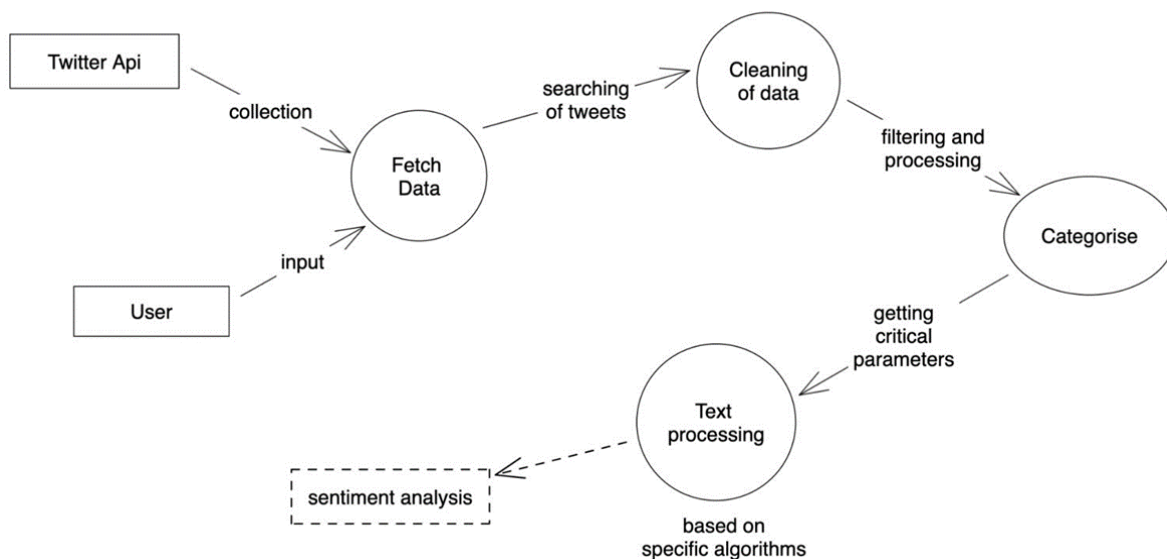 Twitter Api
collection
Fetch
Data
User
input
searching
of tweets
Cleaning
of data
filtering and
processing
Categorise
getting
critical
parameters
Text
processing
based on
specific algorithms
sentiment analysis